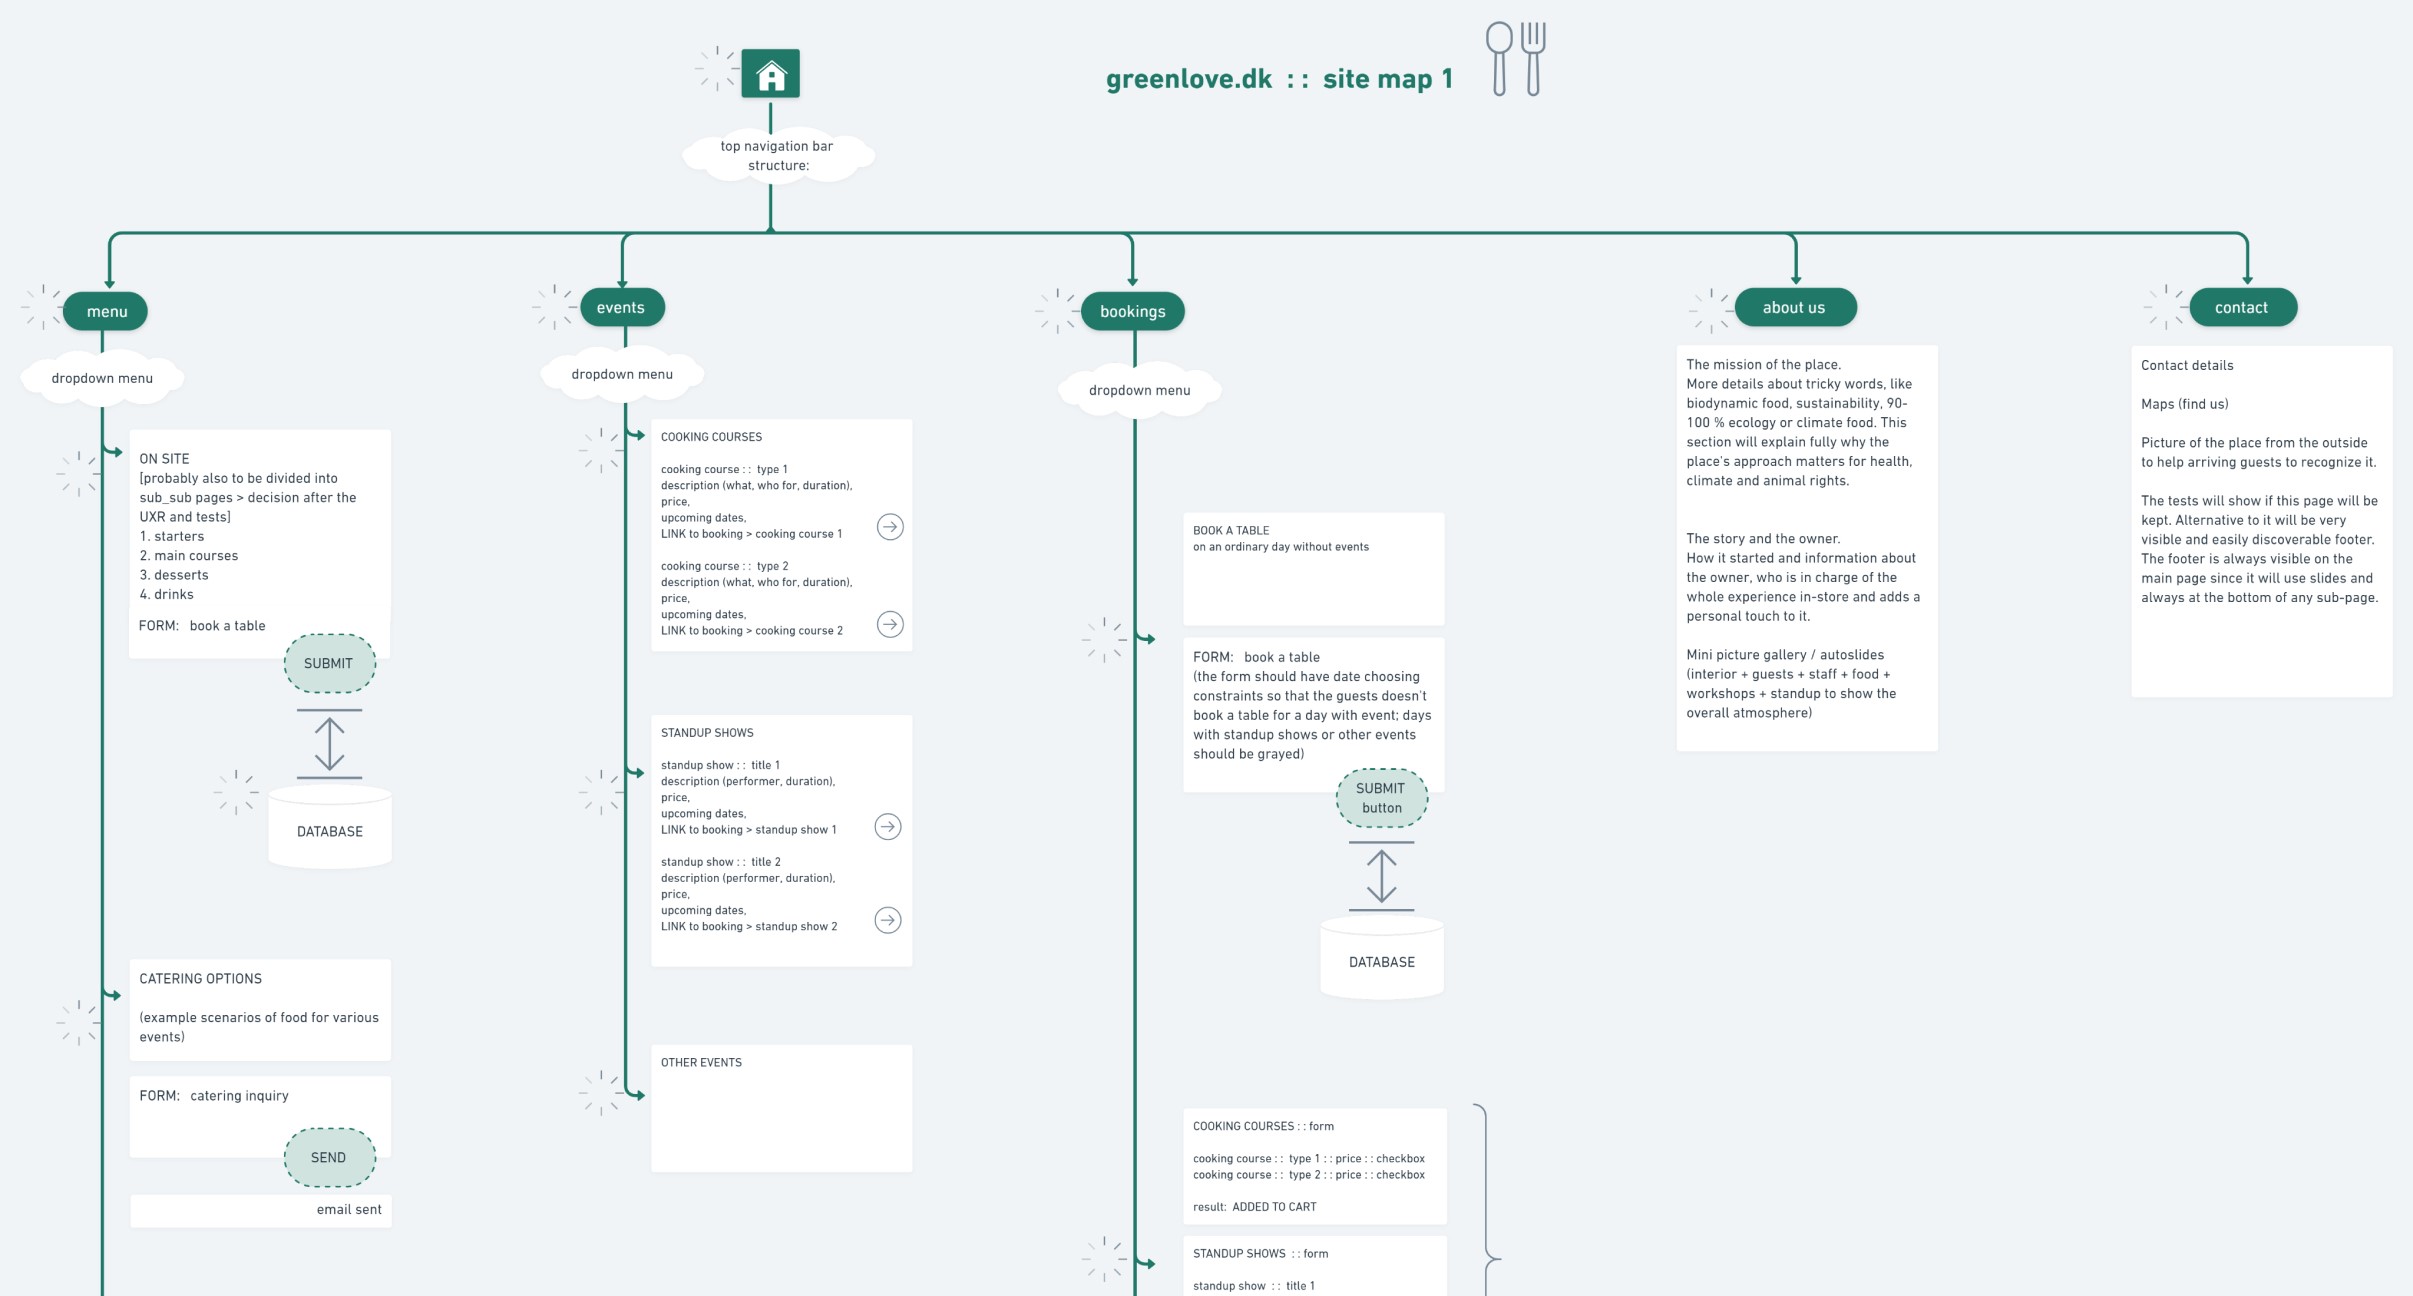 greenlove.dk :: site map 1
top navigation bar
structure:
menu
dropdown menu
ON SITE
[probably also to be divided into
sub_sub pages > decision after the
UXR and tests]
1. starters
2. main courses
3. desserts
4. drinks
FORM: book a table
SUBMIT
DATABASE
CATERING OPTIONS
(example scenarios of food for various
events)
FORM: catering inquiry
SEND
email sent
events
dropdown menu
COOKING COURSES
cooking course :: type 1
description (what, who for, duration),
price,
upcoming dates,
LINK to booking > cooking course 1
cooking course :: type 2
description (what, who for, duration),
price,
upcoming dates,
LINK to booking > cooking course 2
STANDUP SHOWS
standup show :: title 1
description (performer, duration),
price,
upcoming dates,
LINK to booking > standup show 1
standup show :: title 2
description (performer, duration),
price,
upcoming dates,
LINK to booking > standup show 2
OTHER EVENTS
bookings
dropdown menu
BOOK A TABLE
on an ordinary day without events
FORM: book a table
(the form should have date choosing
constraints so that the guests doesn't
book a table for a day with event; days
with standup shows or other events
should be grayed)
SUBMIT
button
DATABASE
COOKING COURSES :: form
cooking course :: type 1 :: price :: checkbox
cooking course :: type 2 :: price :: checkbox
result: ADDED TO CART
STANDUP SHOWS :: form
standup show :: title 1
about us
The mission of the place.
More details about tricky words, like
biodynamic food, sustainability, 90-
100 % ecology or climate food. This
section will explain fully why the
place's approach matters for health,
climate and animal rights.
The story and the owner.
How it started and information about
the owner, who is in charge of the
whole experience in-store and adds a
personal touch to it.
Mini picture gallery / autoslides
(interior + guests + staff + food +
workshops + standup to show the
overall atmosphere)
contact
Contact details
Maps (find us)
Picture of the place from the outside
to help arriving guests to recognize it.
The tests will show if this page will be
kept. Alternative to it will be very
visible and easily discoverable footer.
The footer is always visible on the
main page since it will use slides and
always at the bottom of any sub-page.